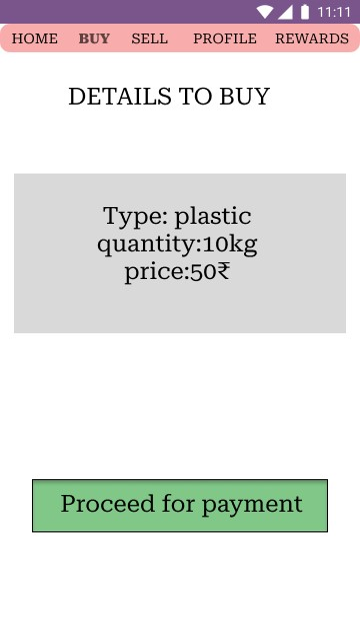 11:11
HOME BUY SELL PROFILE REWARDS
DETAILS TO BUY
Type: plastic
quantity:10kg
price:50₹
Proceed for payment